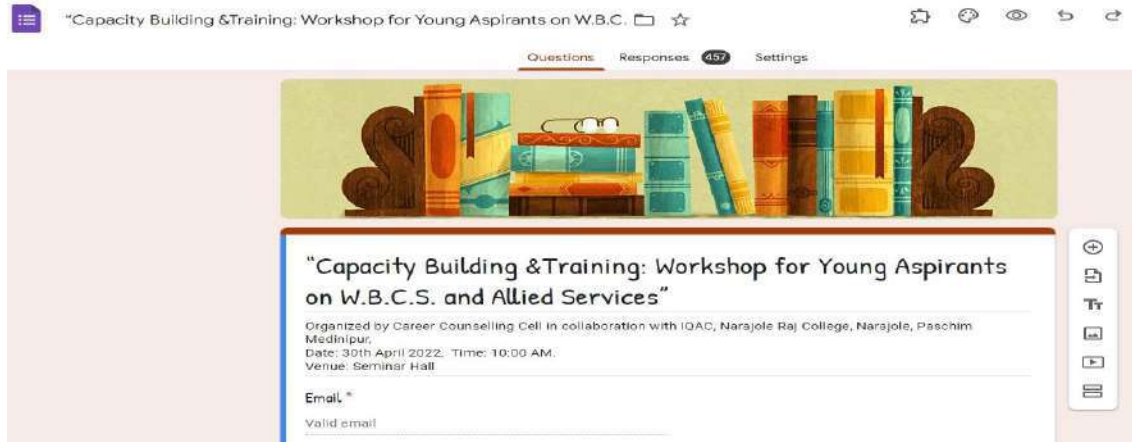 "Capacity Building &Training: Workshop for Young Aspirants on W.B.C.
Questions Responses 457 Settings
"Capacity Building &Training: Workshop for Young Aspirants
on W.B.C.S. and Allied Services"
Organized by Career Counselling Cell in collaboration with IQAC, Narajole Raj College, Narajole, Paschim
Medinipur,
Date: 30th April 2022, Time: 10:00 AM.
Venue: Seminar Hall
Email *
Valid email